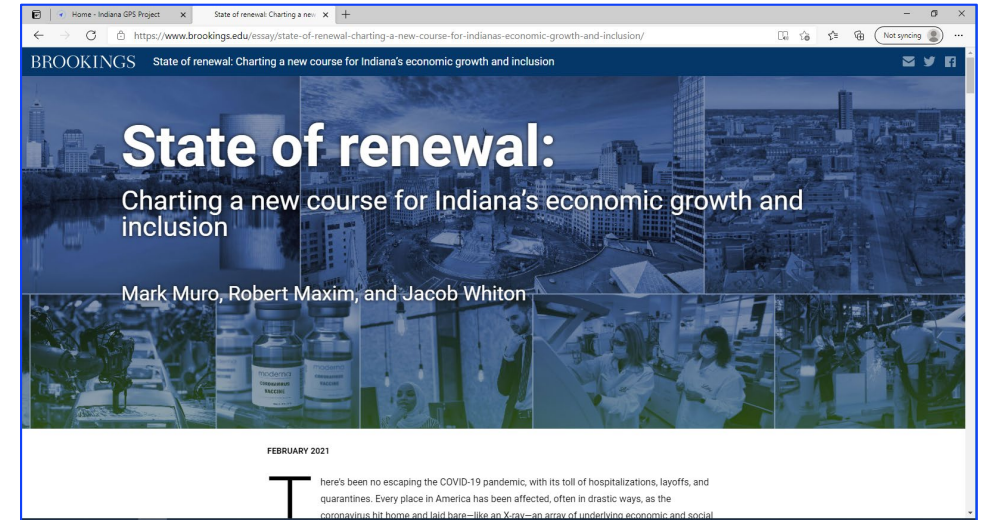 Home - Indiana GPS Project
State of renewal: Charting a new
https://www.brookings.edu/essay/state-of-renewal-charting-a-new-course-for-indianas-economic-growth-and-inclusion/
Not syncing
BROOKINGS State of renewal: Charting a new course for Indiana's economic growth and inclusion
State of renewal:
Charting a new course for Indiana's economic growth and
inclusion
Mark Muro, Robert Maxim, and Jacob Whiton
moderna
CORONAVIRUS
VACCINE
moderna
CORONAVIRUS
VACCINE
FEBRUARY 2021
There's been no escaping the COVID-19 pandemic, with its toll of hospitalizations, layoffs, and
quarantines. Every place in America has been affected, often in drastic ways, as the
coronavirus hit home and laid bare—like an X-ray—an array of underlying economic and social